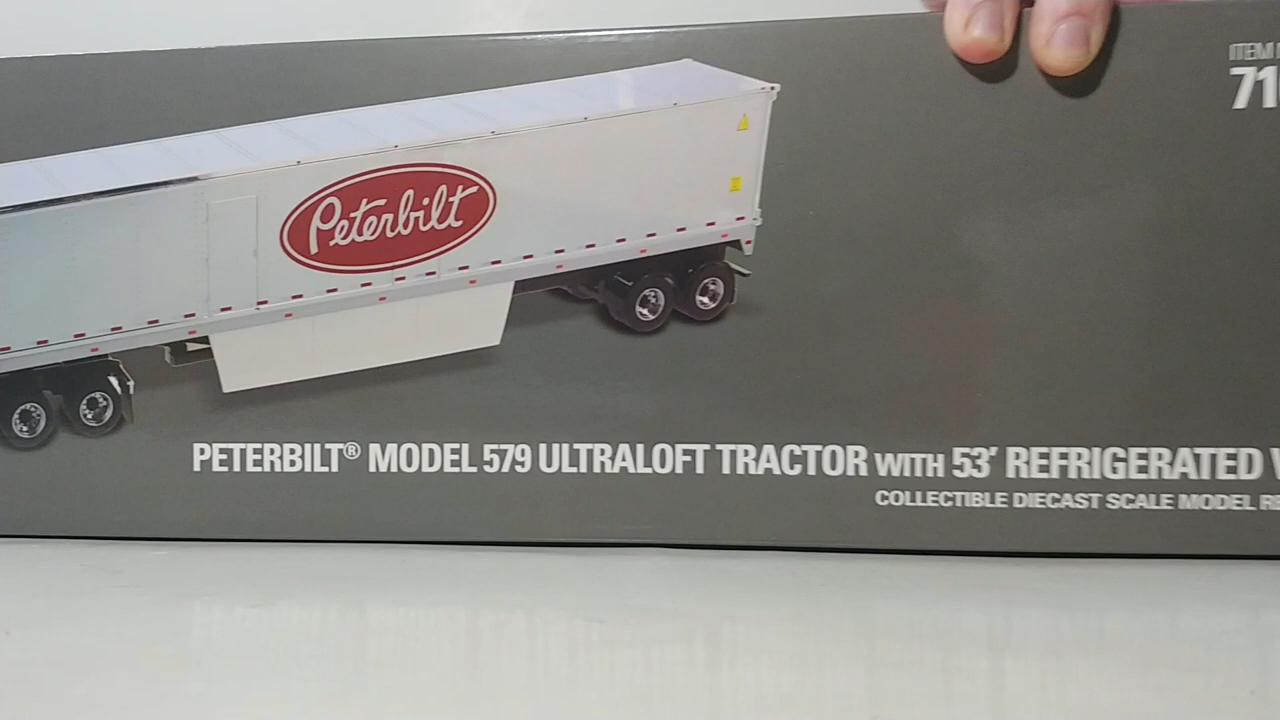 ITEM
71
Peterbilt
PETERBILT® MODEL 579 ULTRALOFT TRACTOR WITH 53' REFRIGERATED
COLLECTIBLE DIECAST SCALE MODEL